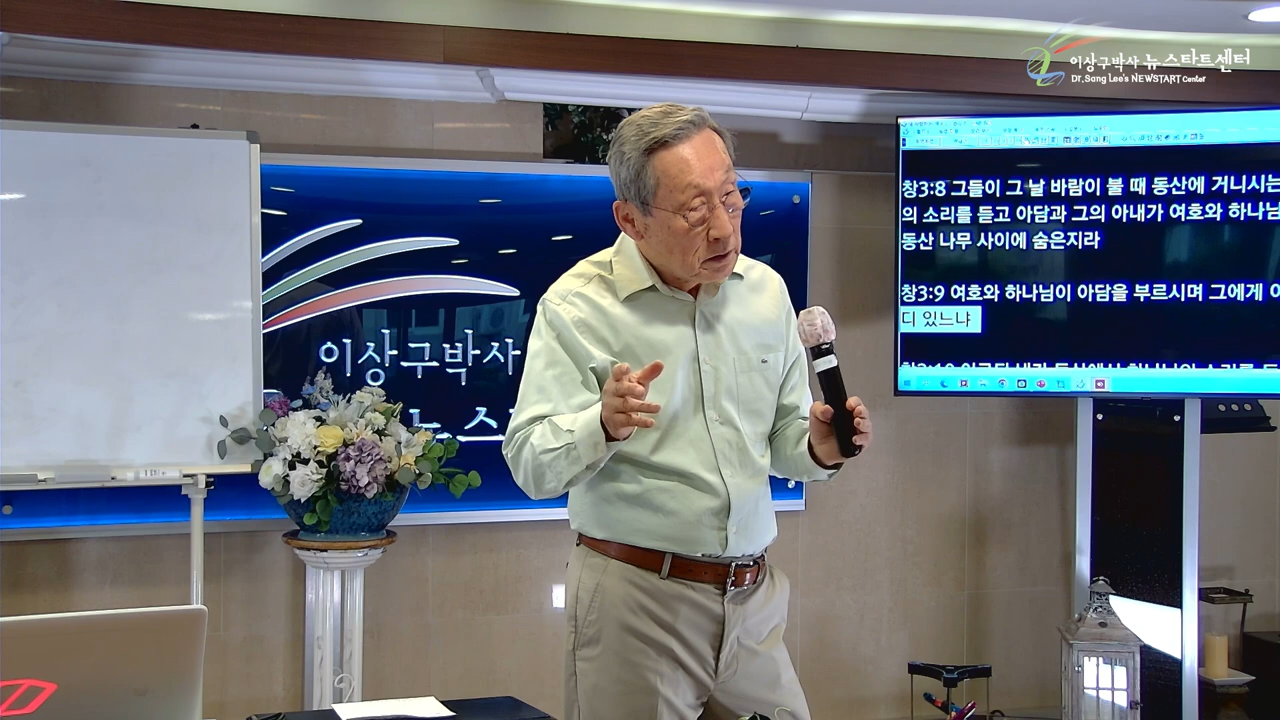 이상구박사 뉴스타트센터
Dr. Sang Lee's NEWSTART Center
이상구박사
뉴스
창3:8 그들이 그 날 바람이 불 때 동산에 거니시는
의 소리를 듣고 아담과 그의 아내가 여호와 하나님
동산 나무 사이에 숨은지라
창3:9 여호와 하나님이 아담을 부르시며 그에게
디 있느냐